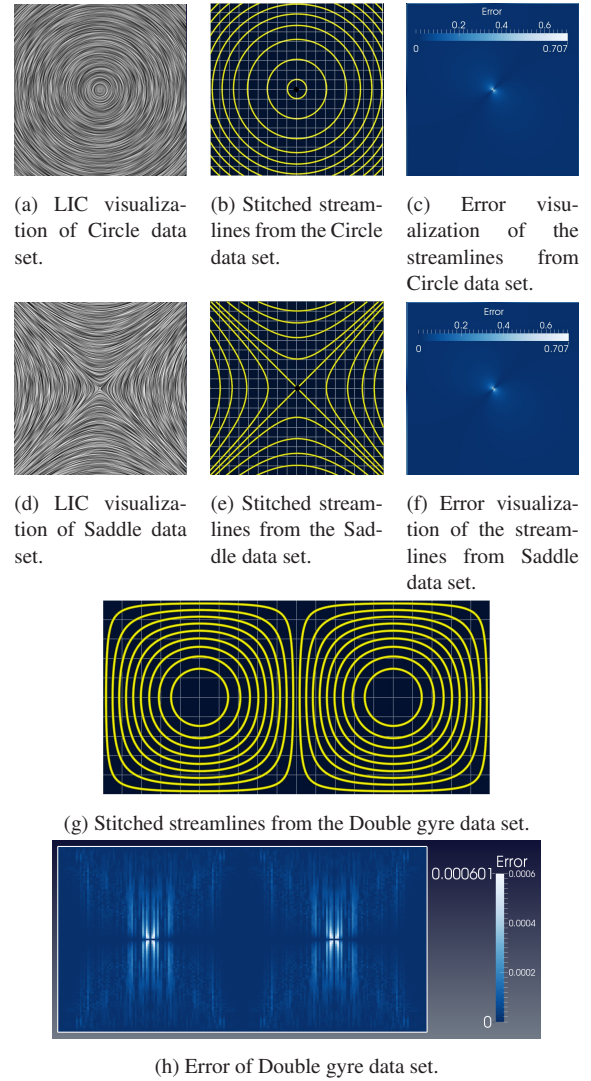 Error
0.2 0.6
0 0.707
(a) LIC visualiza-
tion of Circle data
set.
(b) Stitched stream-
lines from the Circle
data set.
(c) Error visu-
alization of the
streamlines from
Circle data set.
Error
0.2 0.6
0 0.707
(d) LIC visualiza-
tion of Saddle data
set.
(e) Stitched stream-
lines from the Sad-
dle data set.
(f) Error visualiza-
tion of the stream-
lines from Saddle
data set.
(g) Stitched streamlines from the Double gyre data set.
Error
0.000601 0.0006
0.0004
0.0002
0
(h) Error of Double gyre data set.